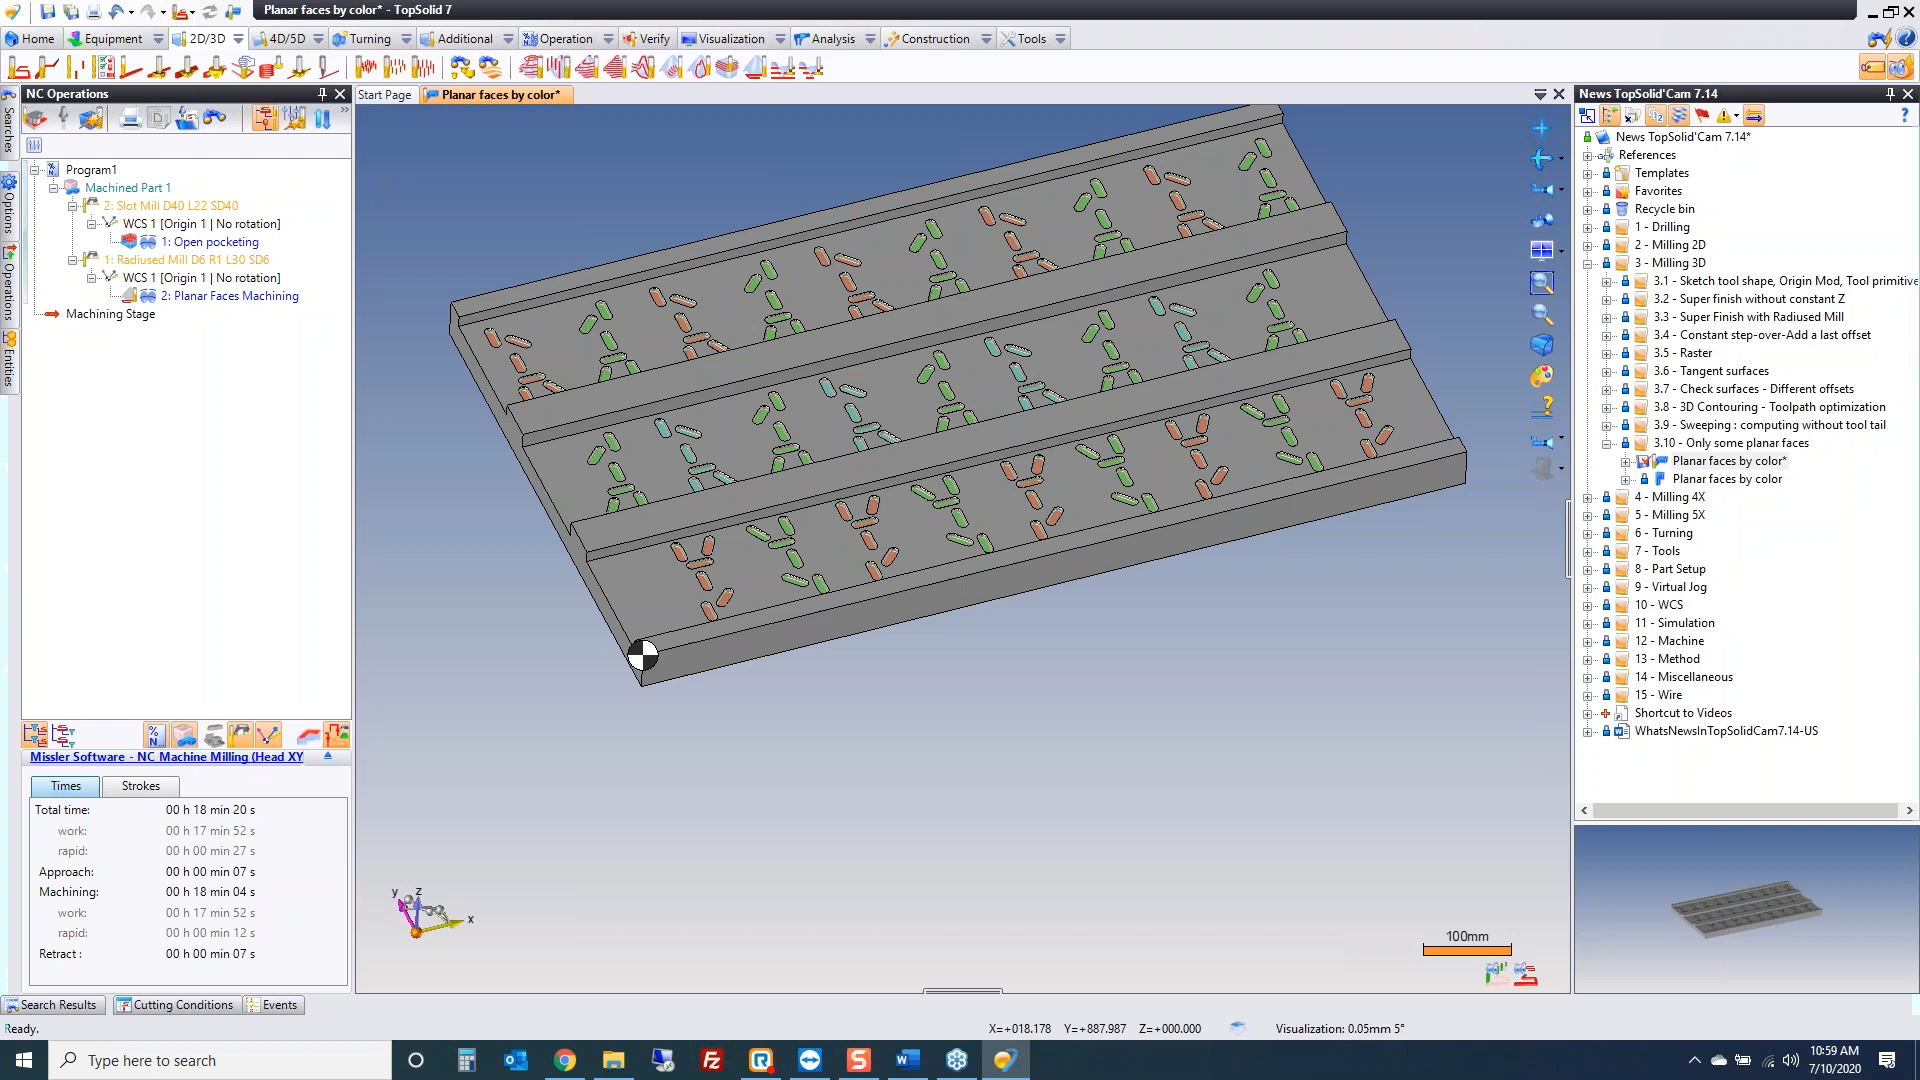 Planar faces by color* - TopSolid 7
Home Equipment 2D/3D 4D/5D Turning Additional Operation Verify Visualization Analysis Construction Tools
NC Operations
Start Page
Planar faces by color*
News TopSolid'Cam 7.14
Searches
Options
Operations
Entities
Program1
Machined Part 1
2: Slot Mill D40 L22 SD40
WCS 1 [Origin 1 | No rotation]
1: Open pocketing
1: Radiused Mill D6 R1 L30 SD6
WCS 1 [Origin 1 | No rotation]
2: Planar Faces Machining
Machining Stage
Missler Software - NC Machine Milling (Head XY
Times
Strokes
Total time: 00 h 18 min 20 s
work: 00 h 17 min 52 s
rapid: 00 h 00 min 27 s
Approach: 00 h 00 min 07 s
Machining: 00 h 18 min 04 s
work: 00 h 17 min 52 s
rapid: 00 h 00 min 12 s
Retract : 00 h 00 min 07 s
y z x
100mm
News TopSolid'Cam 7.14*
References
Templates
Favorites
Recycle bin
1 - Drilling
2 - Milling 2D
3 - Milling 3D
3.1 - Sketch tool shape, Origin Mod, Tool primitive
3.2 - Super finish without constant Z
3.3 - Super Finish with Radiused Mill
3.4 - Constant step-over-Add a last offset
3.5 - Raster
3.6 - Tangent surfaces
3.7 - Check surfaces - Different offsets
3.8 - 3D Contouring - Toolpath optimization
3.9 - Sweeping : computing without tool tail
3.10 - Only some planar faces
Planar faces by color*
Planar faces by color
4 - Milling 4X
5 - Milling 5X
6 - Turning
7 - Tools
8 - Part Setup
9 - Virtual Jog
10 - WCS
11 - Simulation
12 - Machine
13 - Method
14 - Miscellaneous
15 - Wire
Shortcut to Videos
WhatsNewsInTopSolidCam7.14-US
Search Results
Cutting Conditions
Events
Ready.
X=+018.178 Y=+887.987 Z=+000.000
Visualization: 0.05mm 5°
Type here to search
10:59 AM
7/10/2020